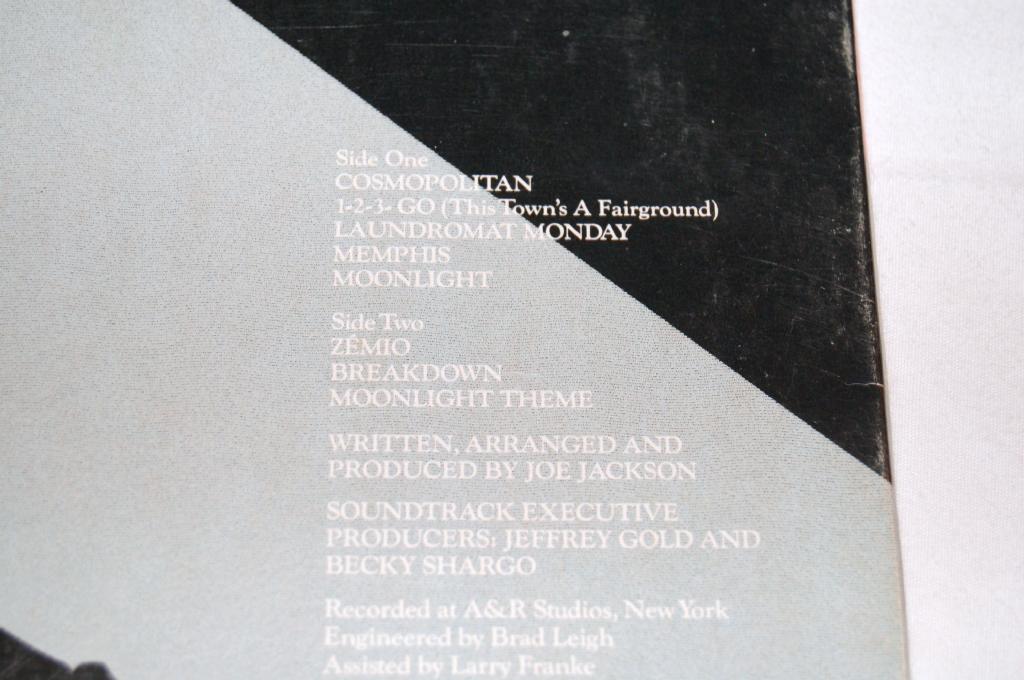 Side One
COSMOPOLITAN
1-2-3- GO (This Town's A Fairground)
LAUNDROMAT MONDAY
MEMPHIS
MOONLIGHT
Side Two
ZÉMIO
BREAKDOWN
MOONLIGHT THEME
WRITTEN, ARRANGED AND
PRODUCED BY JOE JACKSON
SOUNDTRACK EXECUTIVE
PRODUCERS: JEFFREY GOLD AND
BECKY SHARGO
Recorded at A&R Studios, New York
Engineered by Brad Leigh
Assisted by Larry Franke